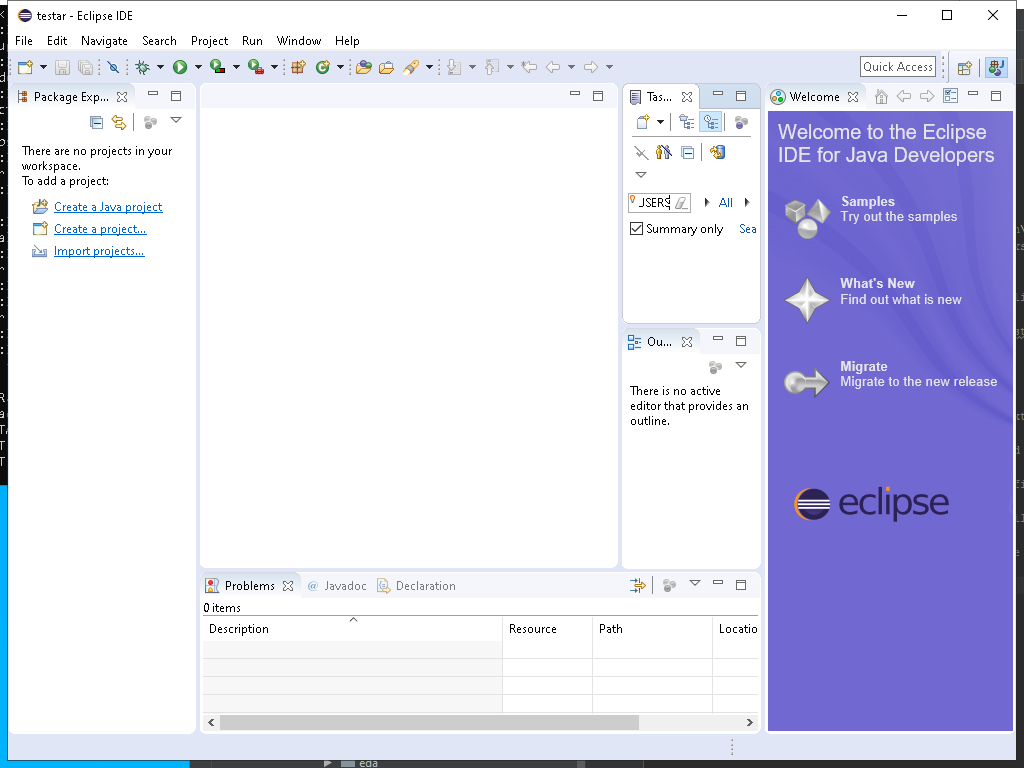 testar - Eclipse IDE
File Edit Navigate Search Project Run Window Help
Quick Access
Package Exp...
There are no projects in your
workspace.
To add a project:
Create a Java project
Create a project...
Import projects...
Tas...
All
Summary only Sea
Ou...
There is no active
editor that provides an
outline.
Problems @ Javadoc Declaration
0 items
Description Resource Path Locatio
Welcome
Welcome to the Eclipse
IDE for Java Developers
Samples
Try out the samples
What's New
Find out what is new
Migrate
Migrate to the new release
eclipse
eda